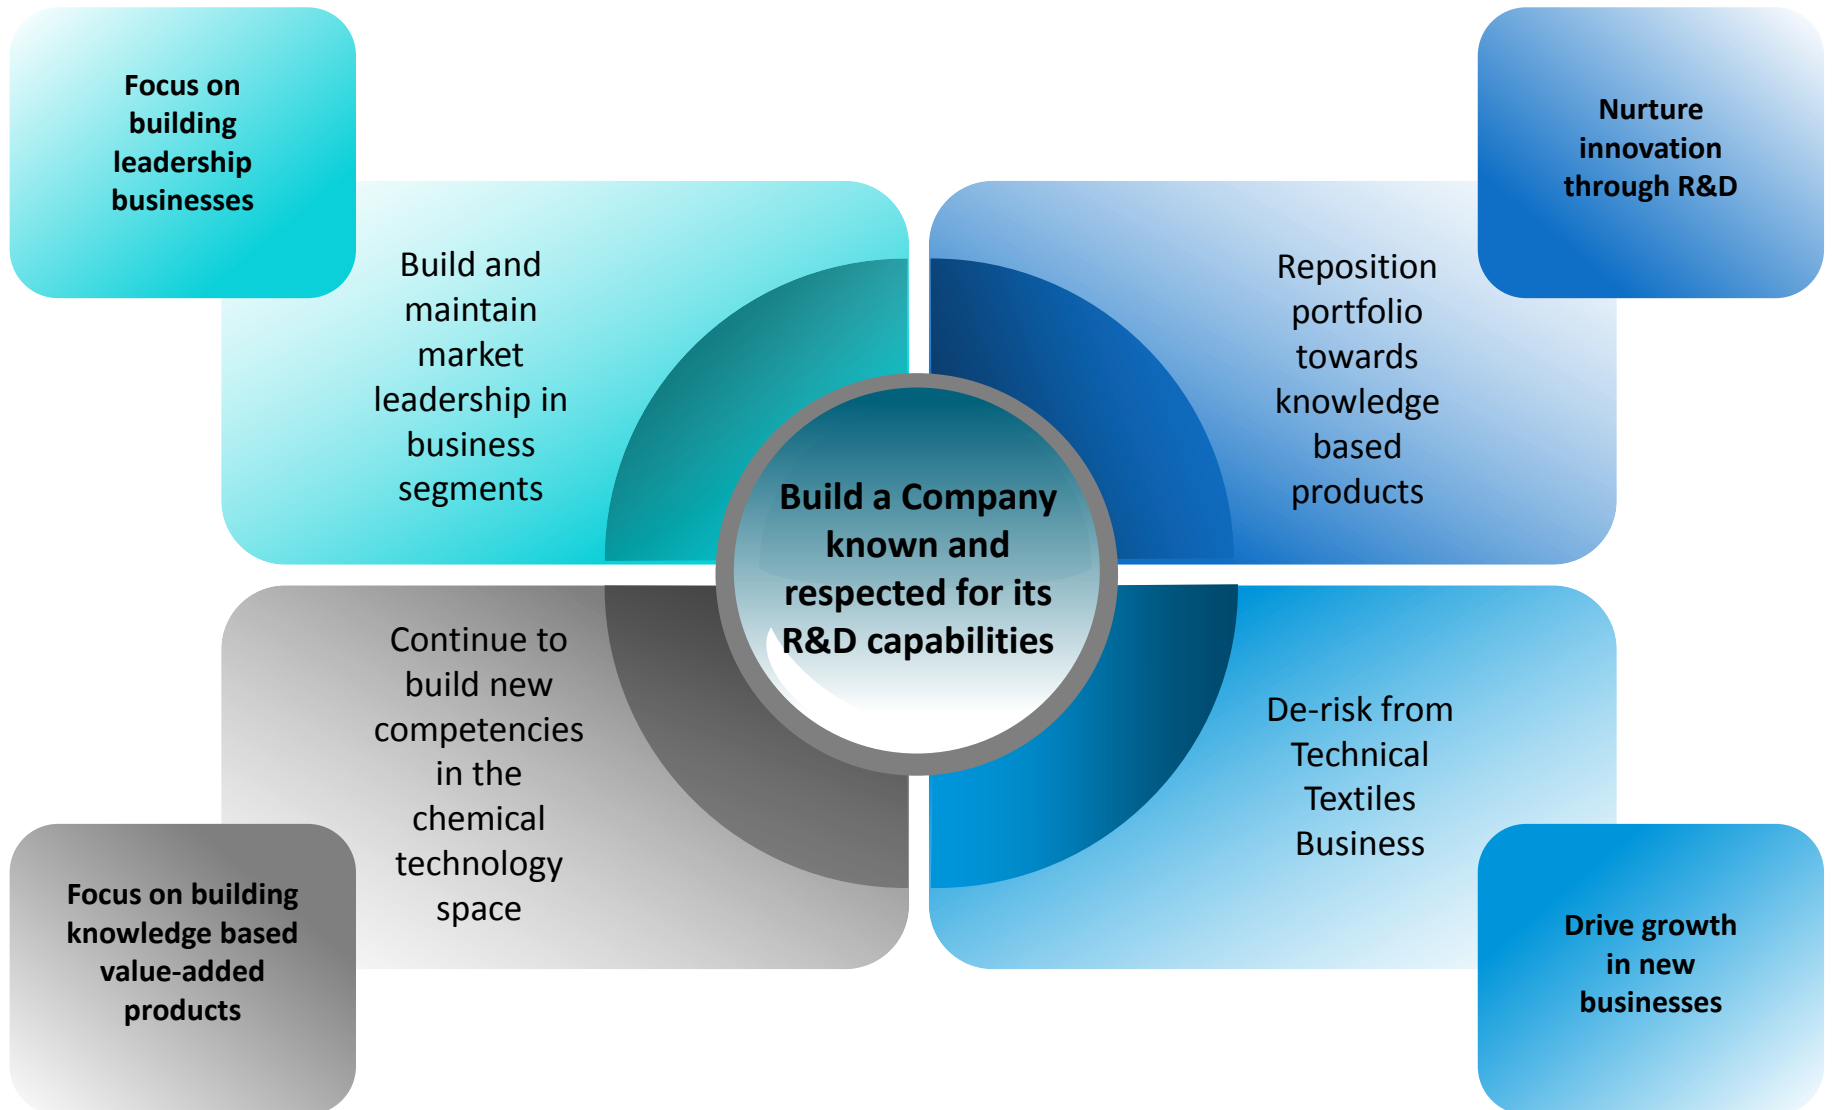 Focus on
building
leadership
businesses
Build and
maintain
market
leadership in
business
segments
Nurture
innovation
through R&D
Reposition
portfolio
towards
knowledge
based
products
Build a Company
known and
respected for its
R&D capabilities
Continue to
build new
competencies
in the
chemical
technology
space
Focus on building
knowledge based
value-added
products
De-risk from
Technical
Textiles
Business
Drive growth
in new
businesses